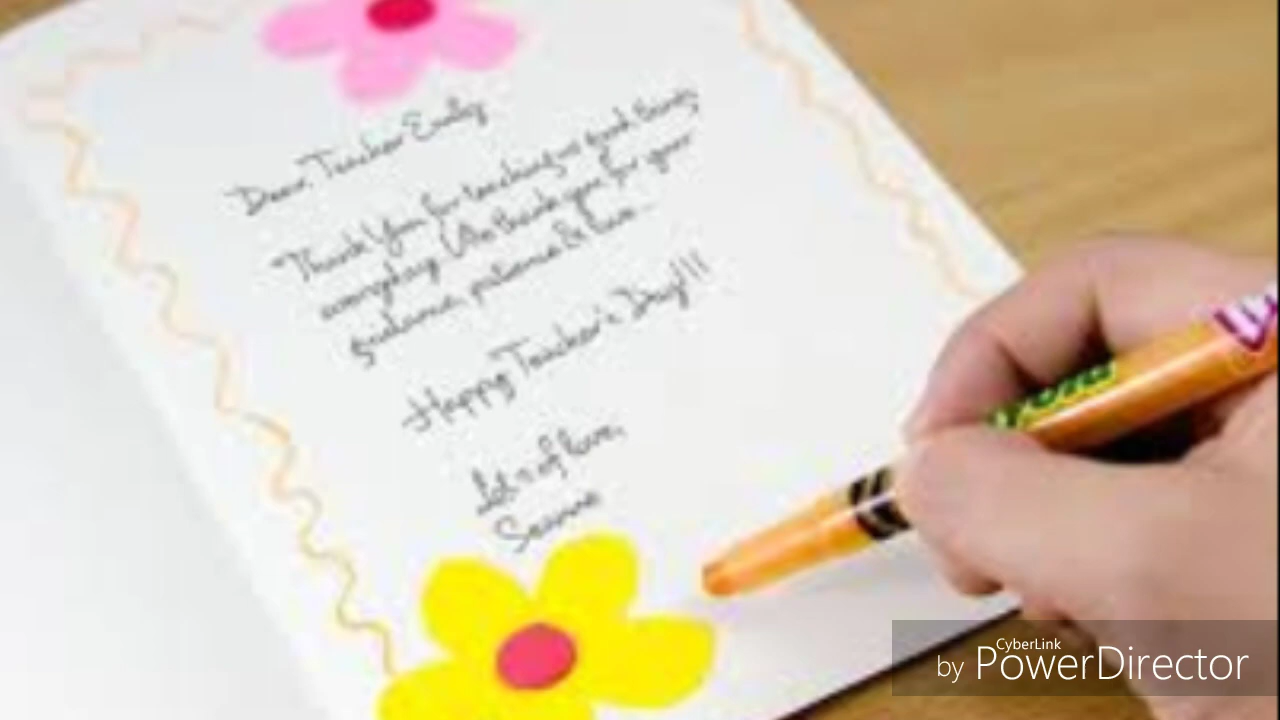 Dear Teacher Emily
Thank You for teaching us good things
everyday. We thank you for your
guidance, patience & love.
Happy Teacher's Day!!!
Lots of love,
CyberLink
by PowerDirector